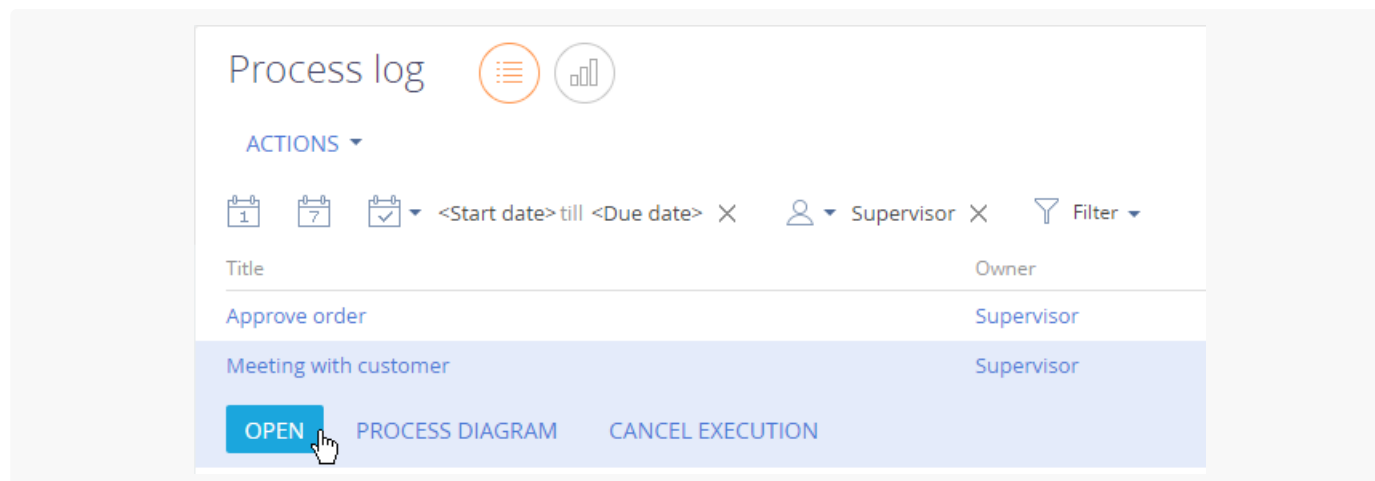 Process log
ACTIONS
1 7 <Start date> till <Due date> Supervisor Filter
Title Owner
Approve order Supervisor
Meeting with customer Supervisor
OPEN PROCESS DIAGRAM CANCEL EXECUTION